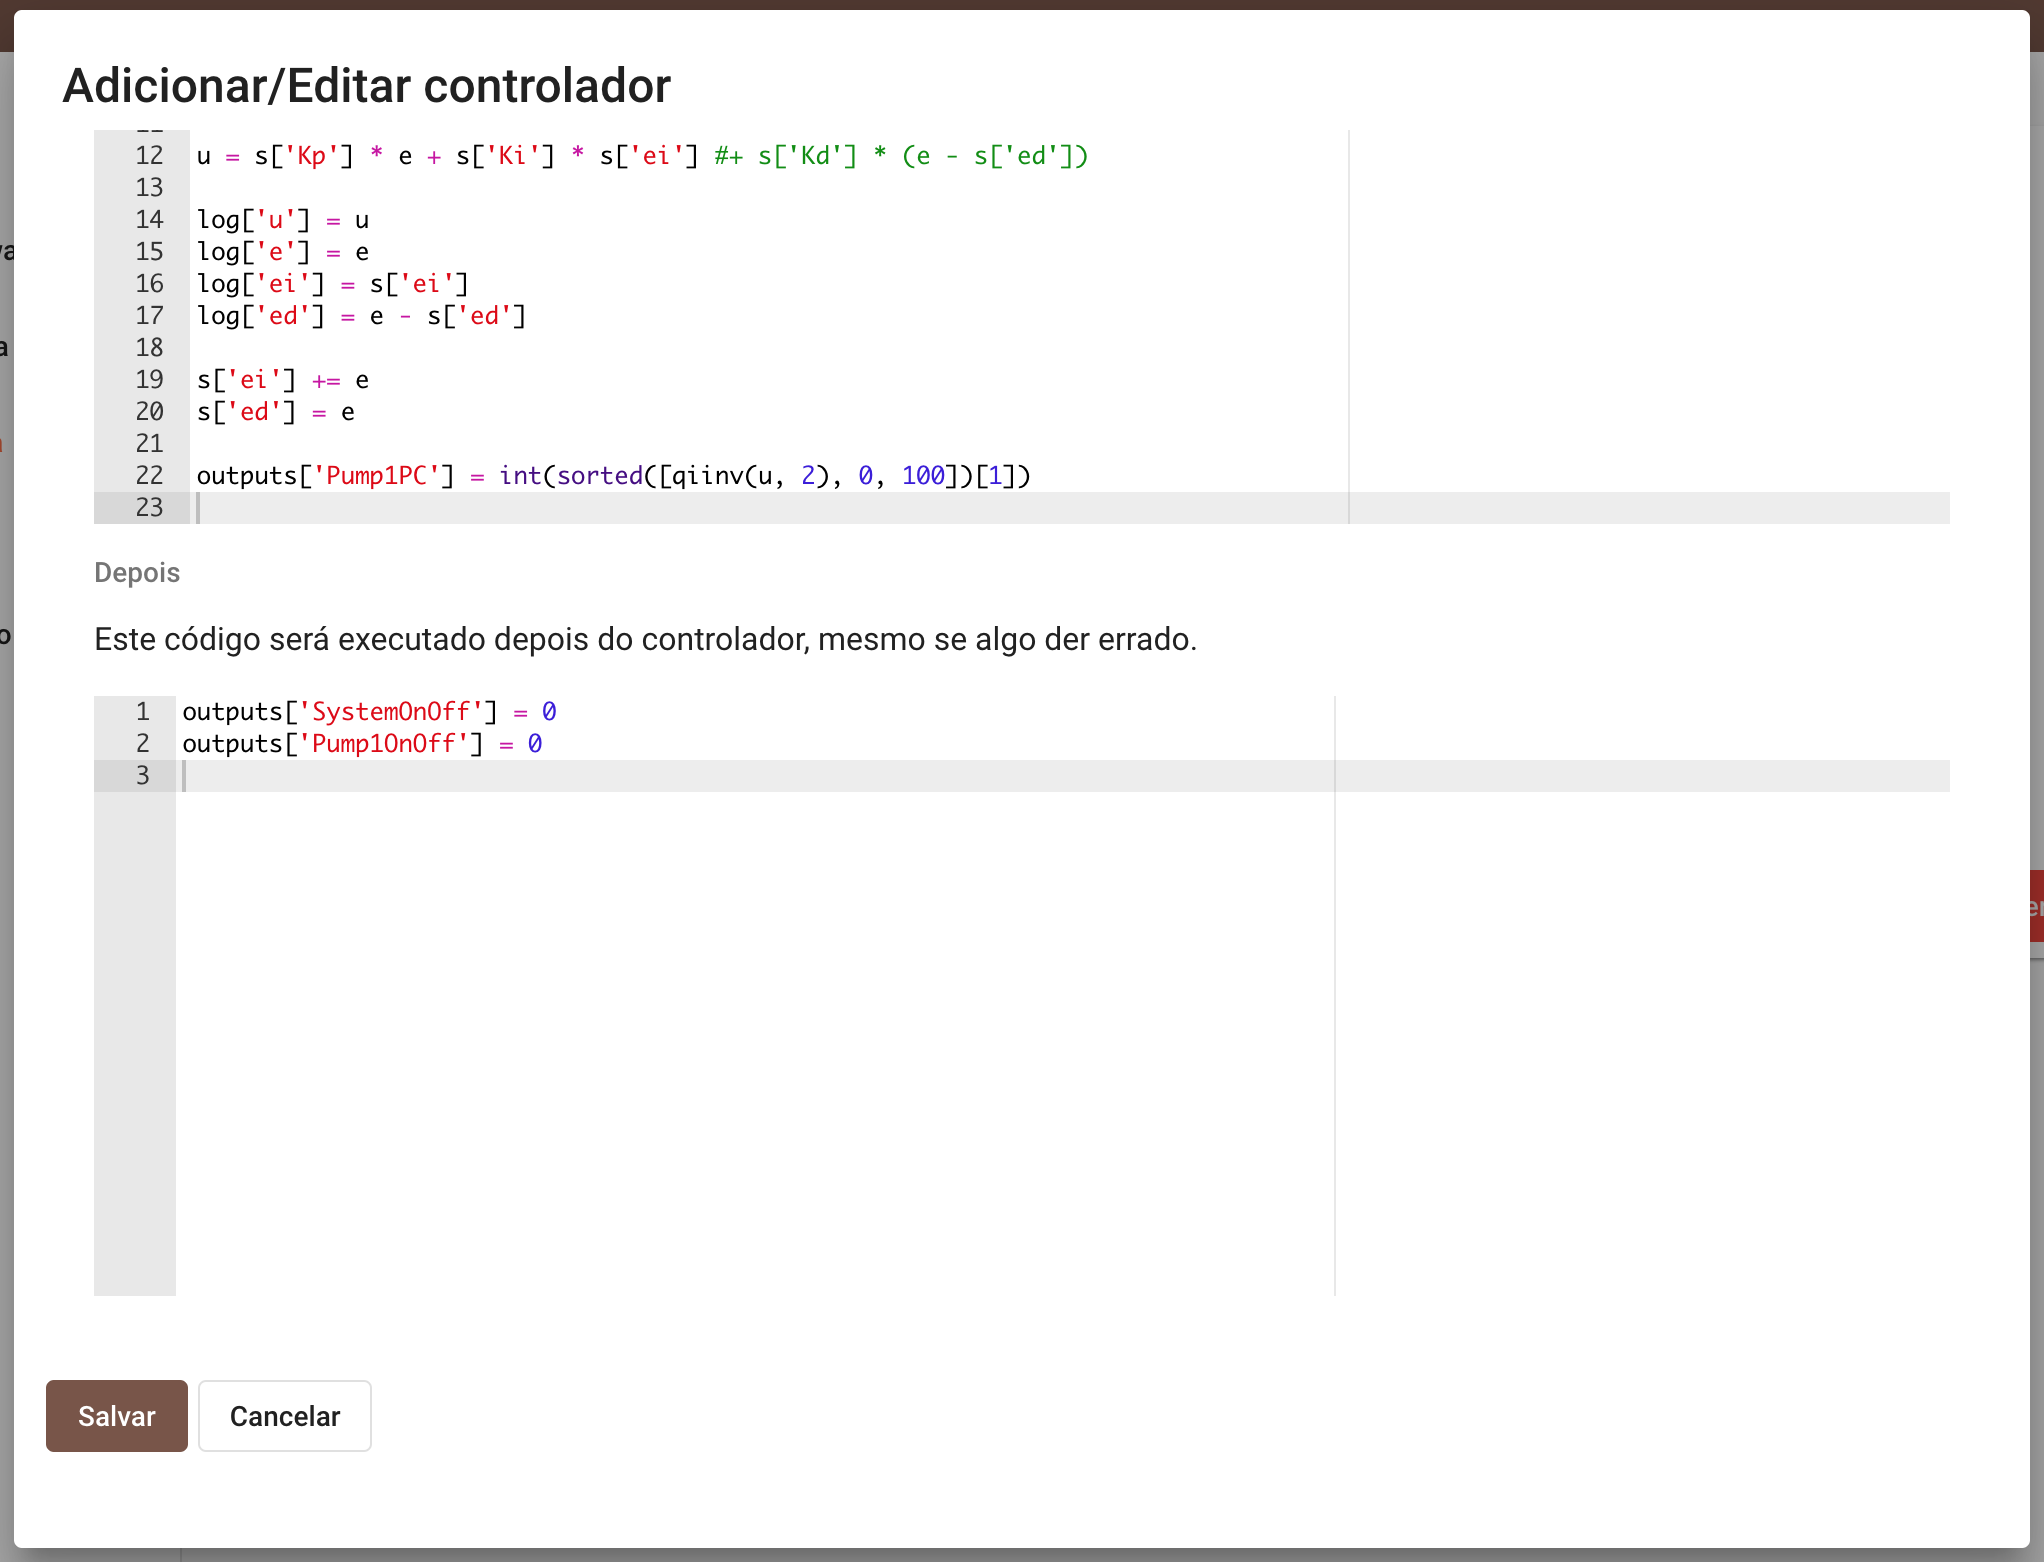 Adicionar/Editar controlador
12 u = s['Kp'] * e + s['Ki'] * s['ei'] #+ s['Kd'] * (e - s['ed'])
13
14 log['u'] = u
15 log['e'] = e
16 log['ei'] = s['ei']
17 log['ed'] = e - s['ed']
18
19 s['ei'] += e
20 s['ed'] = e
21
22 outputs['Pump1PC'] = int(sorted([qiinv(u, 2), 0, 100])[1])
23
Depois
Este código será executado depois do controlador, mesmo se algo der errado.
1 outputs['SystemOnOff'] = 0
2 outputs['Pump1OnOff'] = 0
3
Salvar
Cancelar